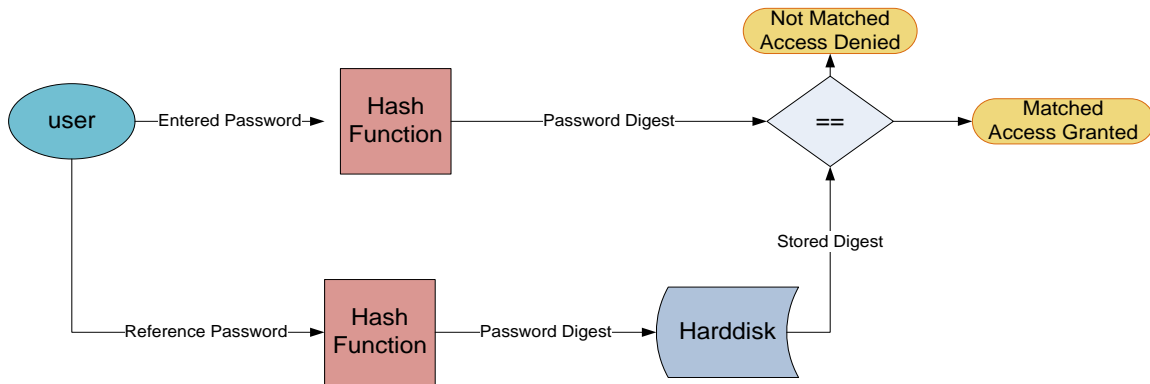 Not Matched
Access Denied
user
Entered Password
Hash
Function
Password Digest
==
Matched
Access Granted
Stored Digest
Reference Password
Hash
Function
Password Digest
Harddisk